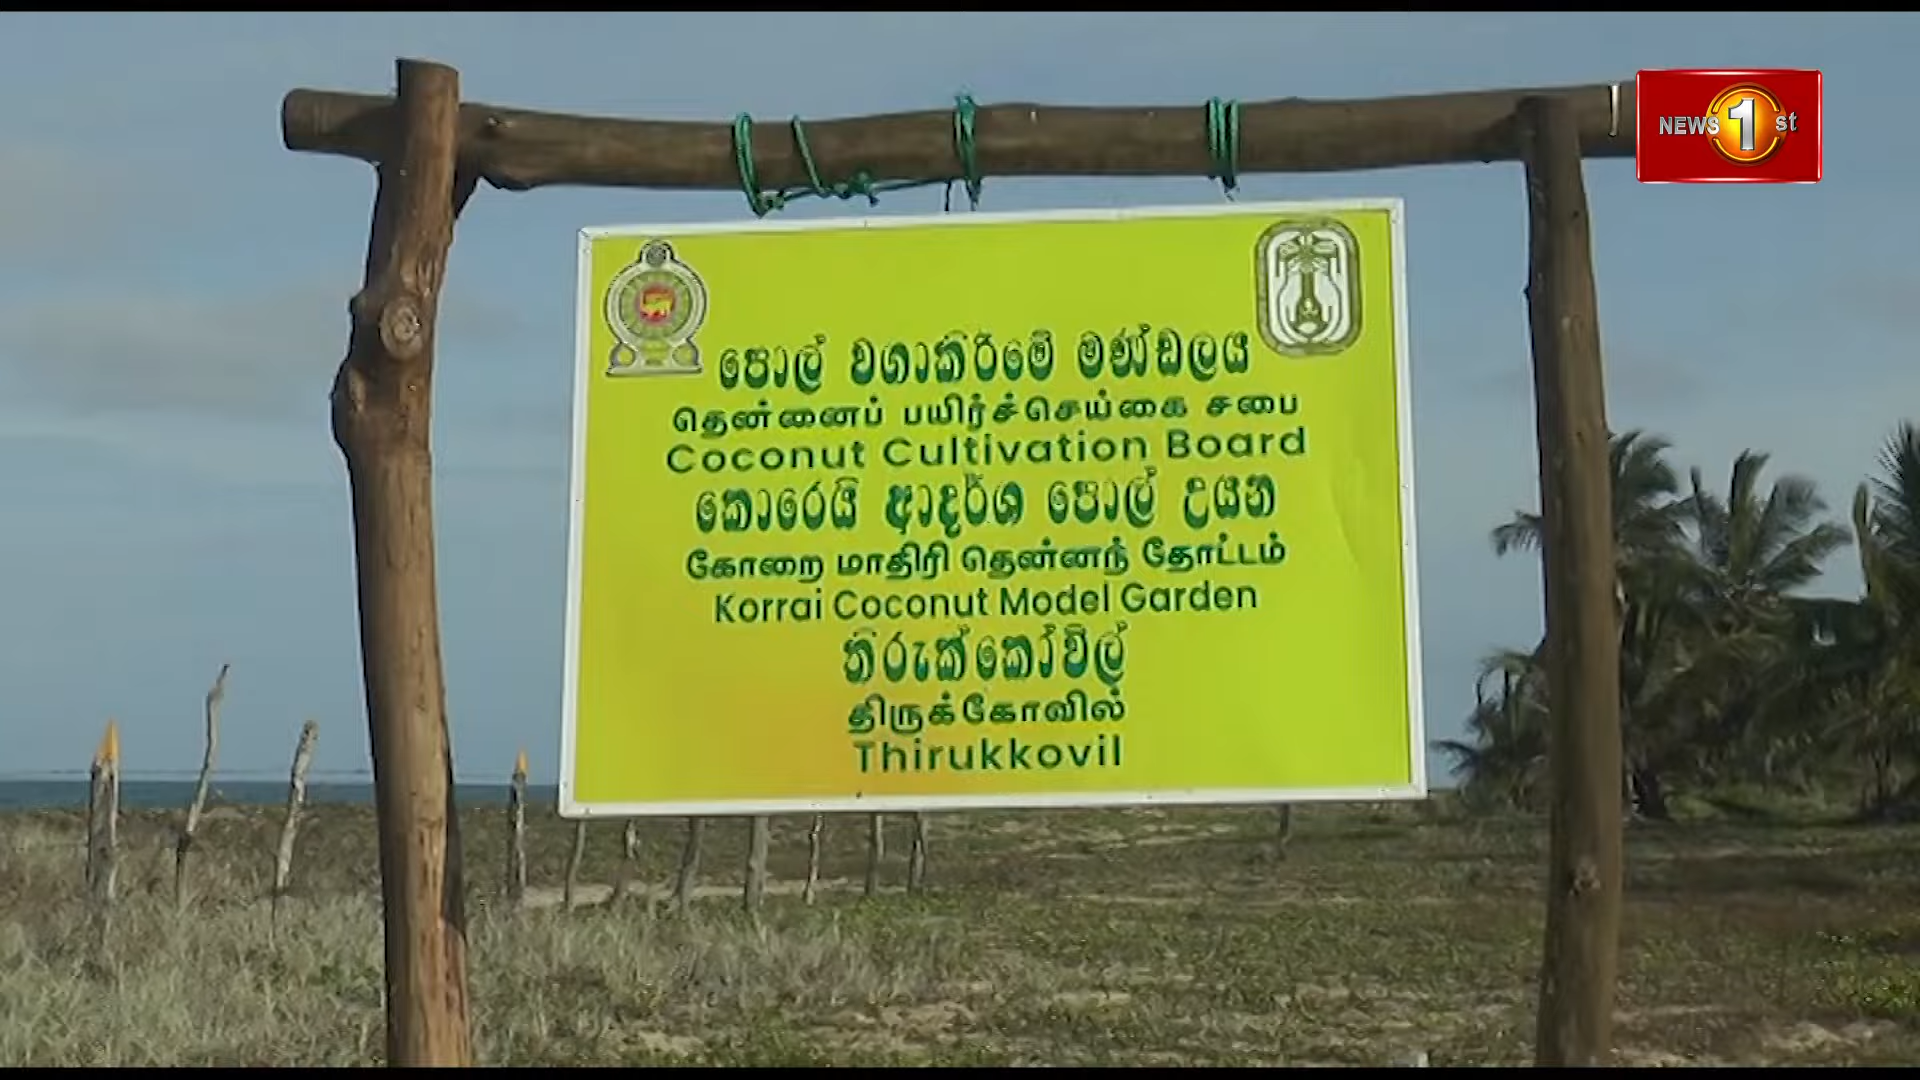 NEWS 1st
පොල් වගාකිරීමේ මණ්ඩලය
தென்னைப் பயிர்ச்செய்கை சபை
Coconut Cultivation Board
කොරෙයි ආදර්ශ පොල් උයන
கோறை மாதிரி தென்னந் தோட்டம்
Korrai Coconut Model Garden
තිරුක්කෝවිල්
திருக்கோவில்
Thirukkovil